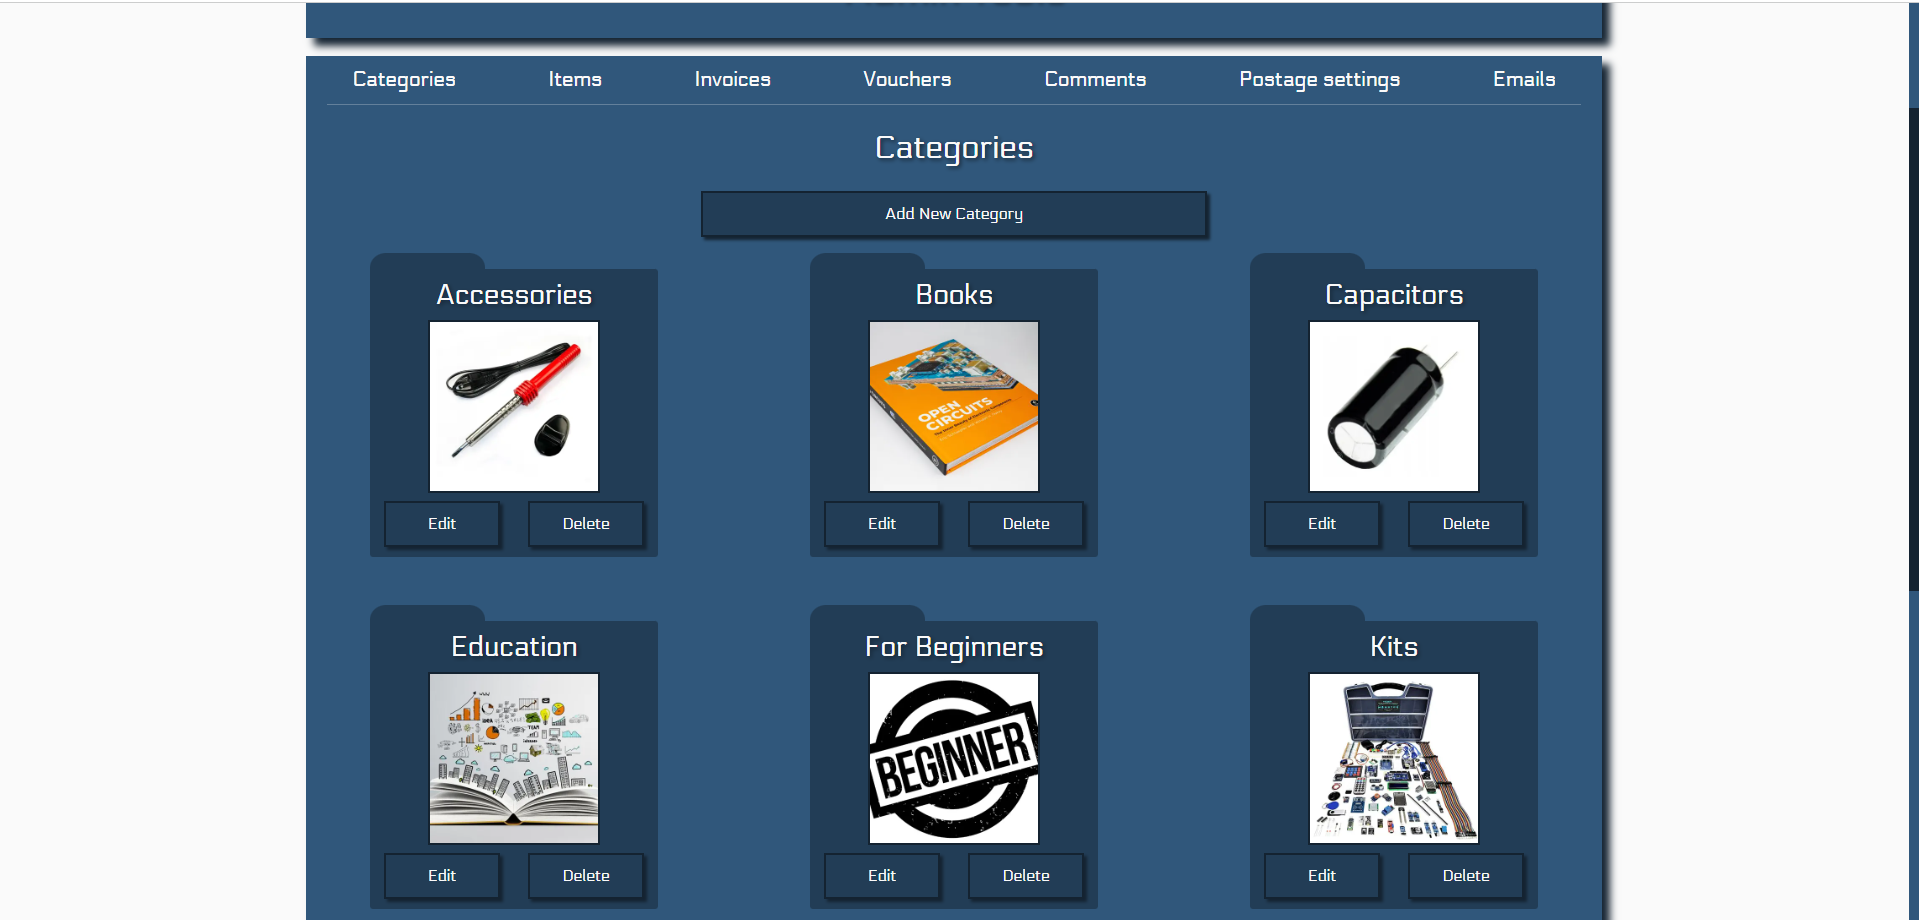 Categories Items Invoices Vouchers Comments Postage settings Emails
Categories
Add New Category
Accessories Books Capacitors
OPEN
CIRCUITS
Edit Delete Edit Delete Edit Delete
Education For Beginners Kits
BEGINNER
Edit Delete Edit Delete Edit Delete